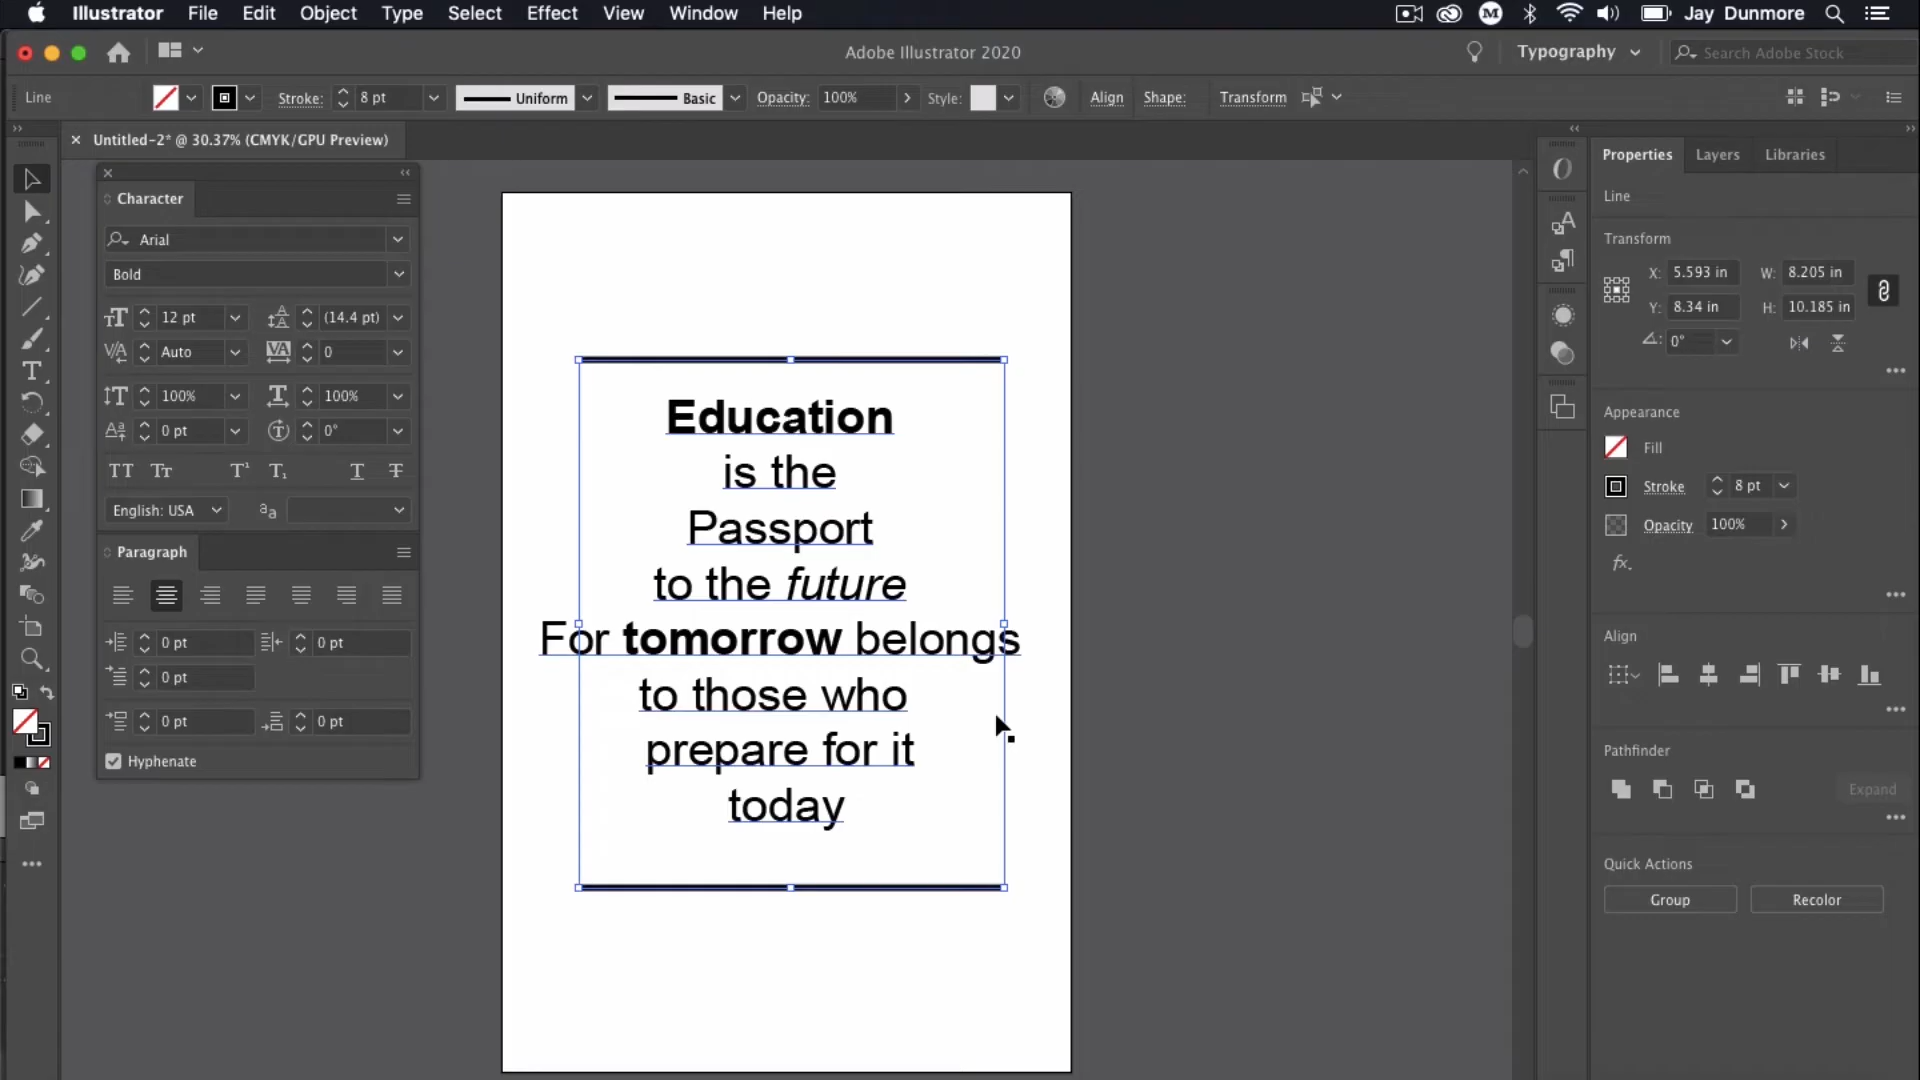 Illustrator File Edit Object Type Select Effect View Window Help Jay Dunmore
Adobe Illustrator 2020 Typography Search Adobe Stock
Line Stroke: 8 pt Uniform Basic Opacity: 100% Style: Align Shape: Transform
Untitled-2* @ 30.37% (CMYK/GPU Preview)
Character
Arial
Bold
12 pt (14.4 pt)
Auto 0
100% 100%
0 pt 0°
English: USA
Paragraph
0 pt 0 pt
0 pt
0 pt 0 pt
Hyphenate
Education
is the
Passport
to the future
For tomorrow belongs
to those who
prepare for it
today
Properties Layers Libraries
Line
Transform
X: 5.593 in W: 8.205 in
Y: 8.34 in H: 10.185 in
0°
Appearance
Fill
Stroke 8 pt
Opacity 100%
fx.
Align
Pathfinder
Expand
Quick Actions
Group Recolor